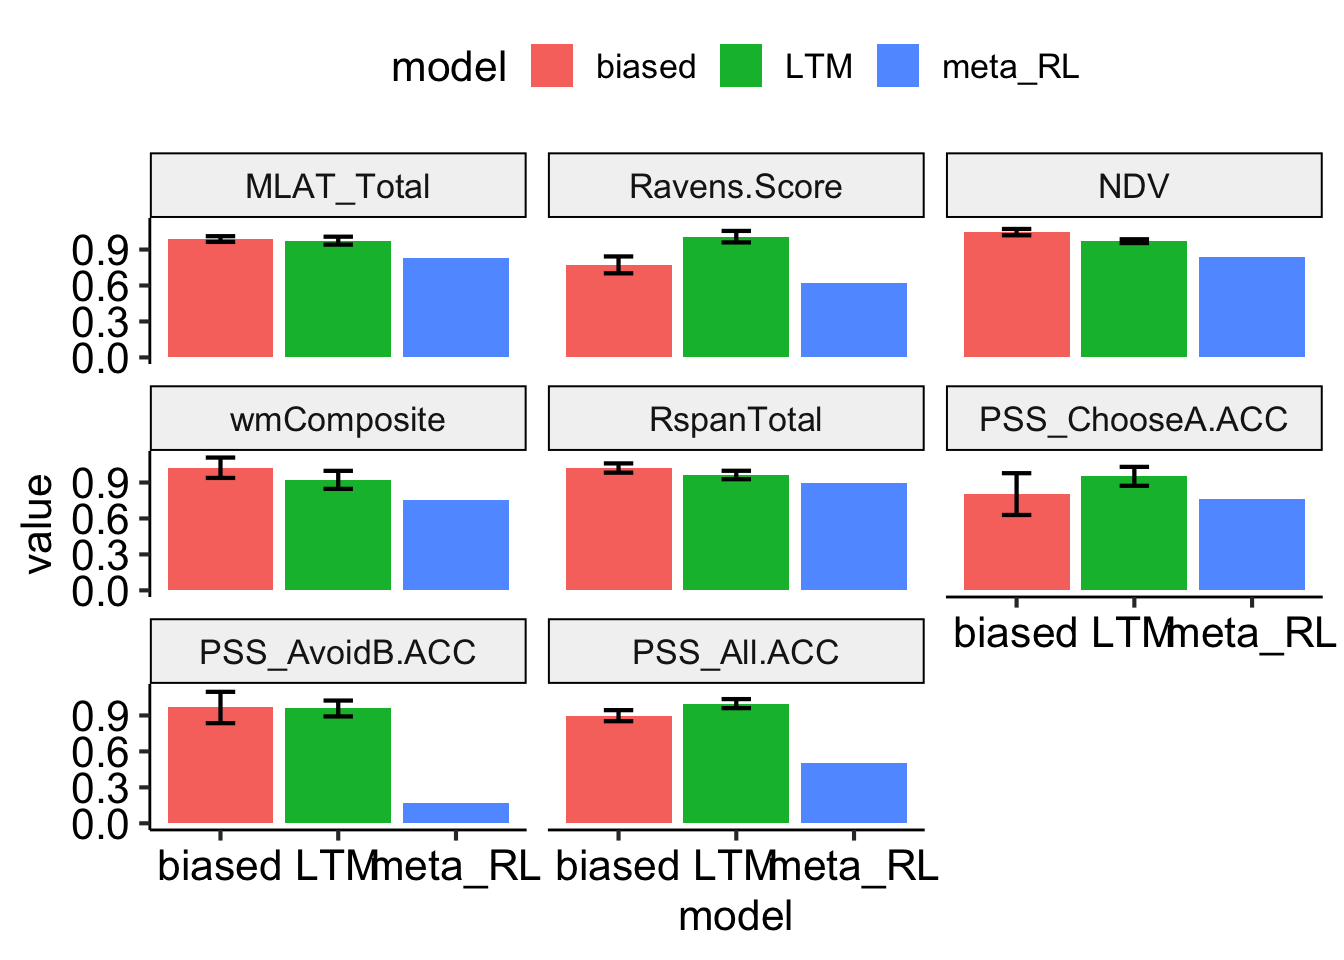 model biased LTM meta_RL
MLAT_Total Ravens.Score NDV
0.9
0.6
0.3
0.0
wmComposite RspanTotal PSS_ChooseA.ACC
0.9
0.6
0.3
0.0
biased LTM meta_RL
PSS_AvoidB.ACC PSS_All.ACC
0.9
0.6
0.3
0.0
biased LTM meta_RL biased LTM meta_RL
model
value